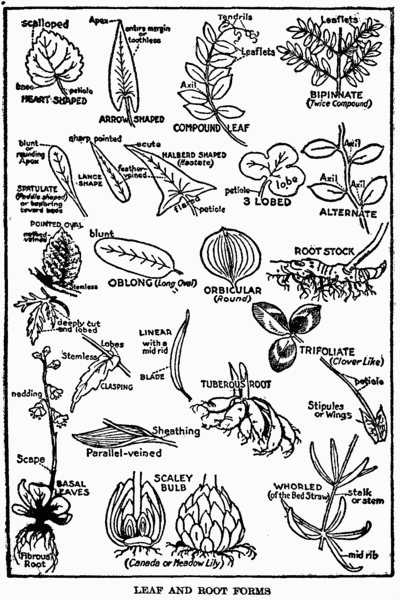 scalloped
base
petiole
HEART SHAPED
Apex
entire margin
or
toothless
ARROW SHAPED
Tendrils
Leaflets
Axil
COMPOUND LEAF
Leaflets
BIPINNATE
(Twice Compound)
blunt
or
rounding
Apex
SPATULATE
(Paddle shaped)
or tapering
toward base
sharp pointed
LANCE
SHAPE
feather-
veined
acute
HALBERD SHAPED
(Hastate)
flaring
petiole
petiole
lobe
3 LOBED
Axil
Axil
Axil
ALTERNATE
POINTED OVAL
netted
veined
Stemless
blunt
OBLONG (Long Oval)
ORBICULAR
(Round)
ROOT STOCK
deeply cut
and lobed
Lobes
Stemless
CLASPING
LINEAR
with a
mid rid
BLADE
TRIFOLIATE
(Clover Like)
nodding
Scape
BASAL
LEAVES
Fibrous
Root
Sheathing
Parallel-veined
TUBEROUS ROOT
petiole
Stipules
or Wings
SCALEY
BULB
(Canada or Meadow Lily)
WHORLED
(of the Bed Straw)
stalk
or stem
mid rib
LEAF AND ROOT FORMS